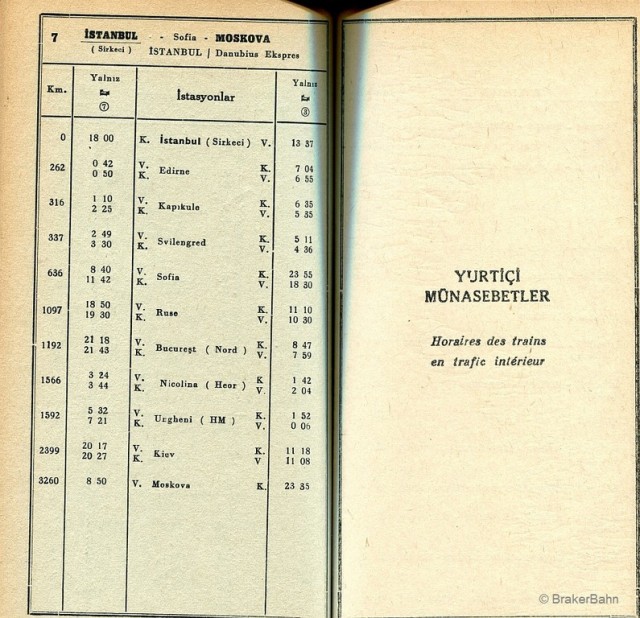 7 İSTANBUL - Sofia - MOSKOVA
( Sirkeci ) İSTANBUL / Danubius Ekspres
Km. Yalnız ⑦ İstasyonlar Yalnız ⑧
0 18 00 K. İstanbul ( Sirkeci ) V. 13 37
262 0 42 V. Edirne K. 7 04
0 50 K. V. 6 55
316 1 10 V. Kapıkule K. 6 35
2 25 K. V. 5 35
337 2 49 V. Svilengred K. 5 11
3 30 K. V. 4 36
636 8 40 V. Sofia K. 23 55
11 42 K. V. 18 30
1097 18 50 V. Ruse K. 11 10
19 30 K. V. 10 30
1192 21 18 V. Bucureşt ( Nord ) K. 8 47
21 43 K. V. 7 59
1566 3 24 V. Nicolina ( Heor ) K 1 42
3 44 K. V. 2 04
1592 5 32 V. Ungheni ( HM ) K. 1 52
7 21 K. V. 0 06
2399 20 17 V. Kiev K. 11 18
20 27 K. V 11 08
3260 8 50 V. Moskova K. 23 35
YURTİÇİ
MÜNASEBETLER
Horaires des trains
en trafic intérieur
© BrakerBahn